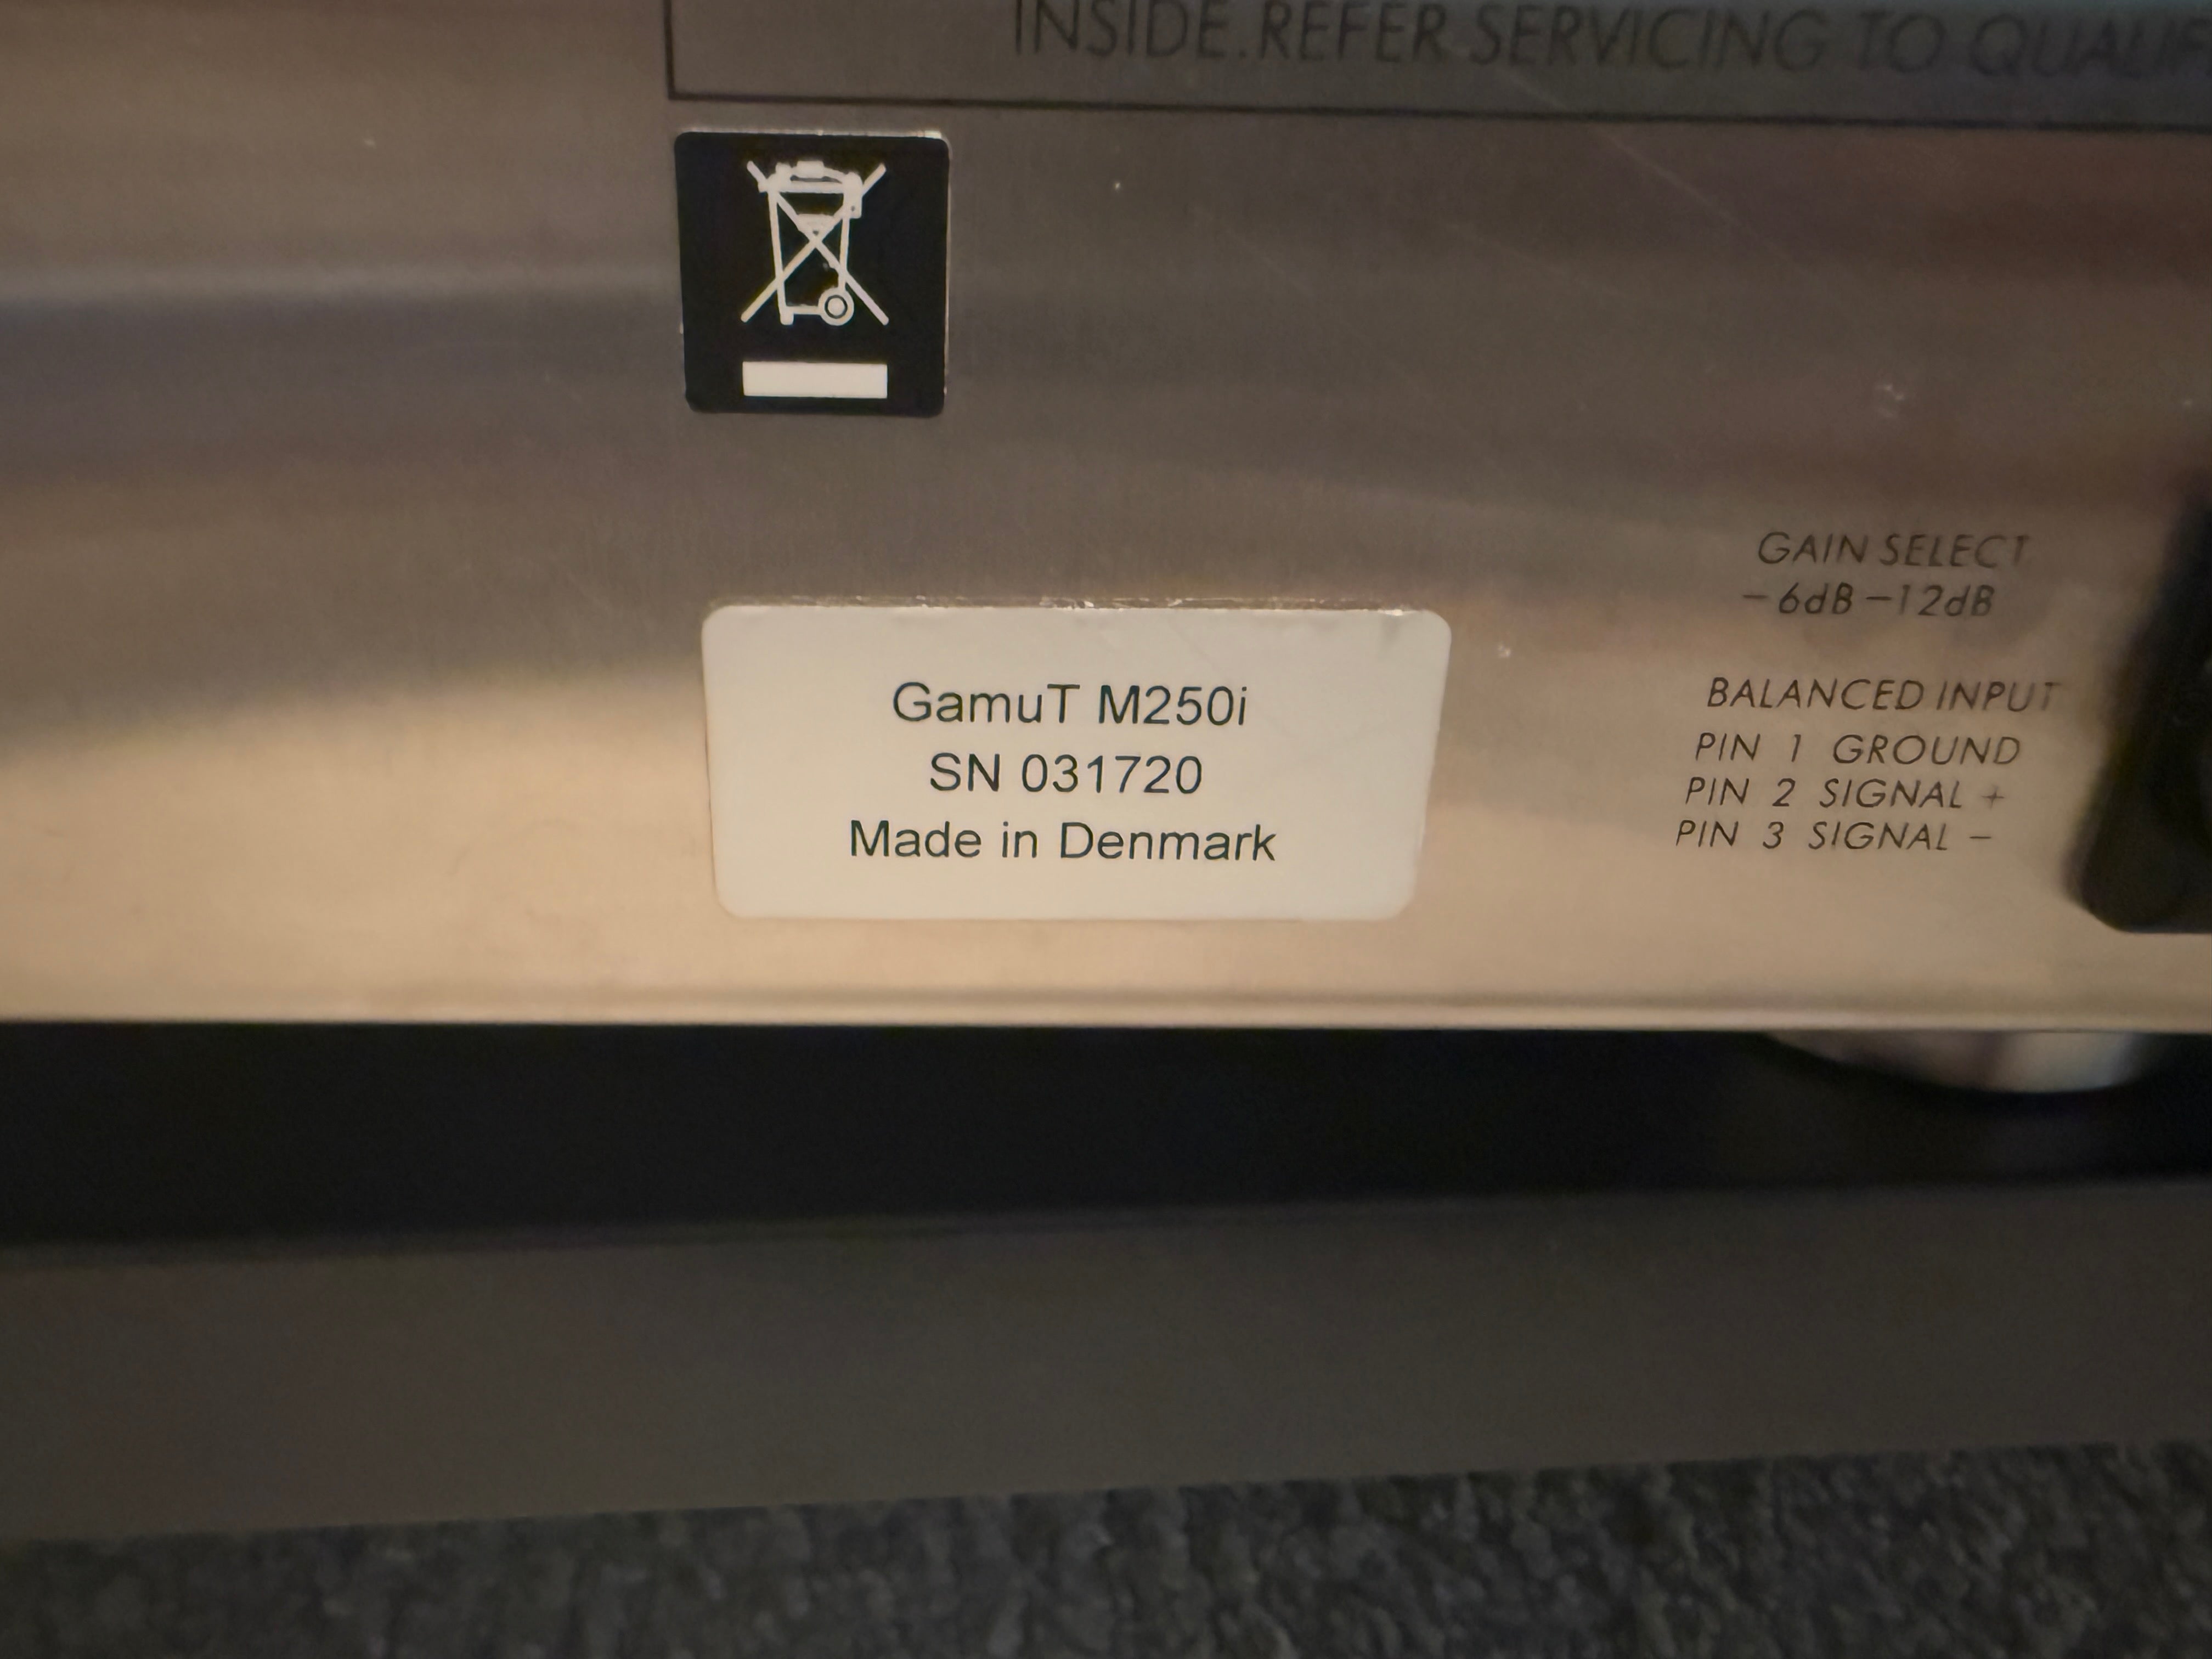 INSIDE. REFER SERVICING TO
GamuT M250i
SN 031720
Made in Denmark
GAIN SELECT
-6dB -12dB
BALANCED INPUT
PIN 1 GROUND
PIN 2 SIGNAL +
PIN 3 SIGNAL -